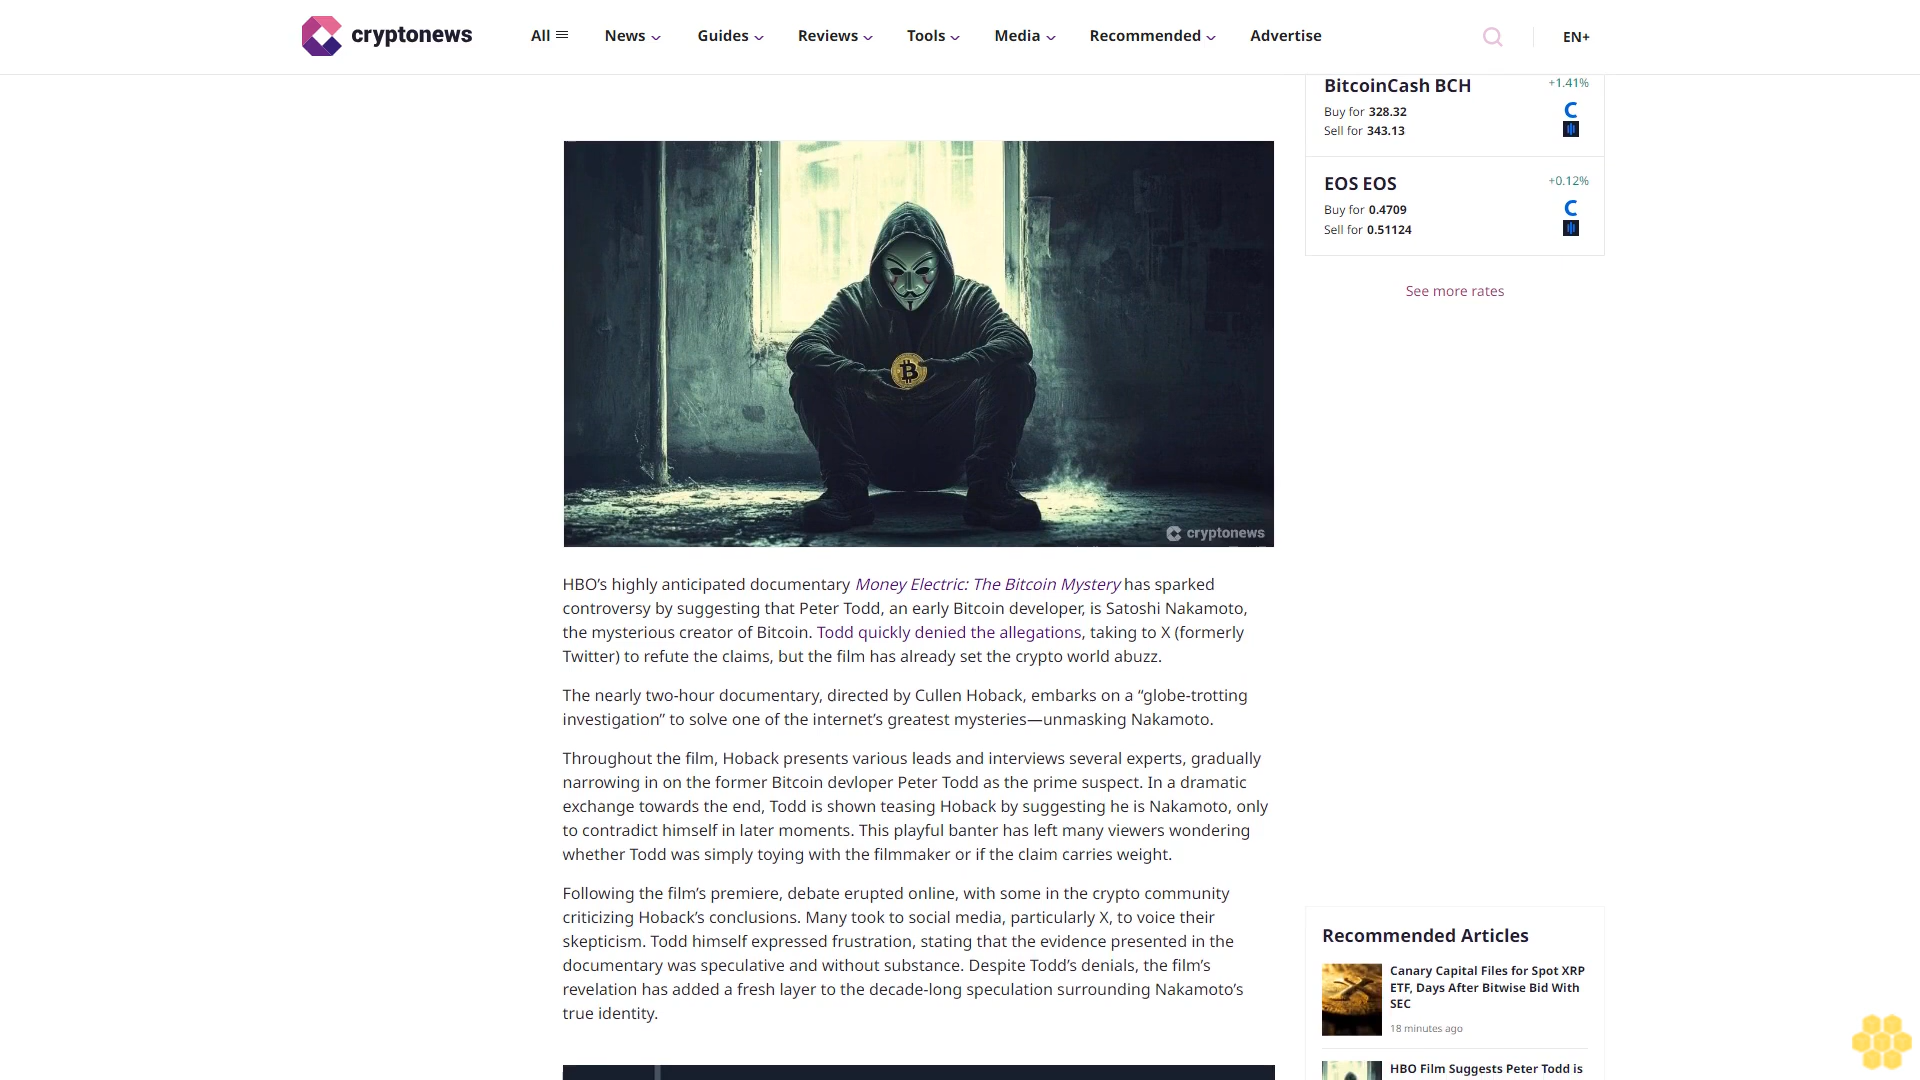 cryptonews
All
News
Guides
Reviews
Tools
Media
Recommended
Advertise
EN+
BitcoinCash BCH
+1.41%
Buy for 328.32
Sell for 343.13
EOS EOS
+0.12%
Buy for 0.4709
Sell for 0.51124
See more rates
cryptonews
HBO’s highly anticipated documentary Money Electric: The Bitcoin Mystery has sparked
controversy by suggesting that Peter Todd, an early Bitcoin developer, is Satoshi Nakamoto,
the mysterious creator of Bitcoin. Todd quickly denied the allegations, taking to X (formerly
Twitter) to refute the claims, but the film has already set the crypto world abuzz.
The nearly two-hour documentary, directed by Cullen Hoback, embarks on a “globe-trotting
investigation” to solve one of the internet’s greatest mysteries—unmasking Nakamoto.
Throughout the film, Hoback presents various leads and interviews several experts, gradually
narrowing in on the former Bitcoin devloper Peter Todd as the prime suspect. In a dramatic
exchange towards the end, Todd is shown teasing Hoback by suggesting he is Nakamoto, only
to contradict himself in later moments. This playful banter has left many viewers wondering
whether Todd was simply toying with the filmmaker or if the claim carries weight.
Following the film’s premiere, debate erupted online, with some in the crypto community
criticizing Hoback’s conclusions. Many took to social media, particularly X, to voice their
skepticism. Todd himself expressed frustration, stating that the evidence presented in the
documentary was speculative and without substance. Despite Todd’s denials, the film’s
revelation has added a fresh layer to the decade-long speculation surrounding Nakamoto’s
true identity.
Recommended Articles
Canary Capital Files for Spot XRP
ETF, Days After Bitwise Bid With
SEC
18 minutes ago
HBO Film Suggests Peter Todd is